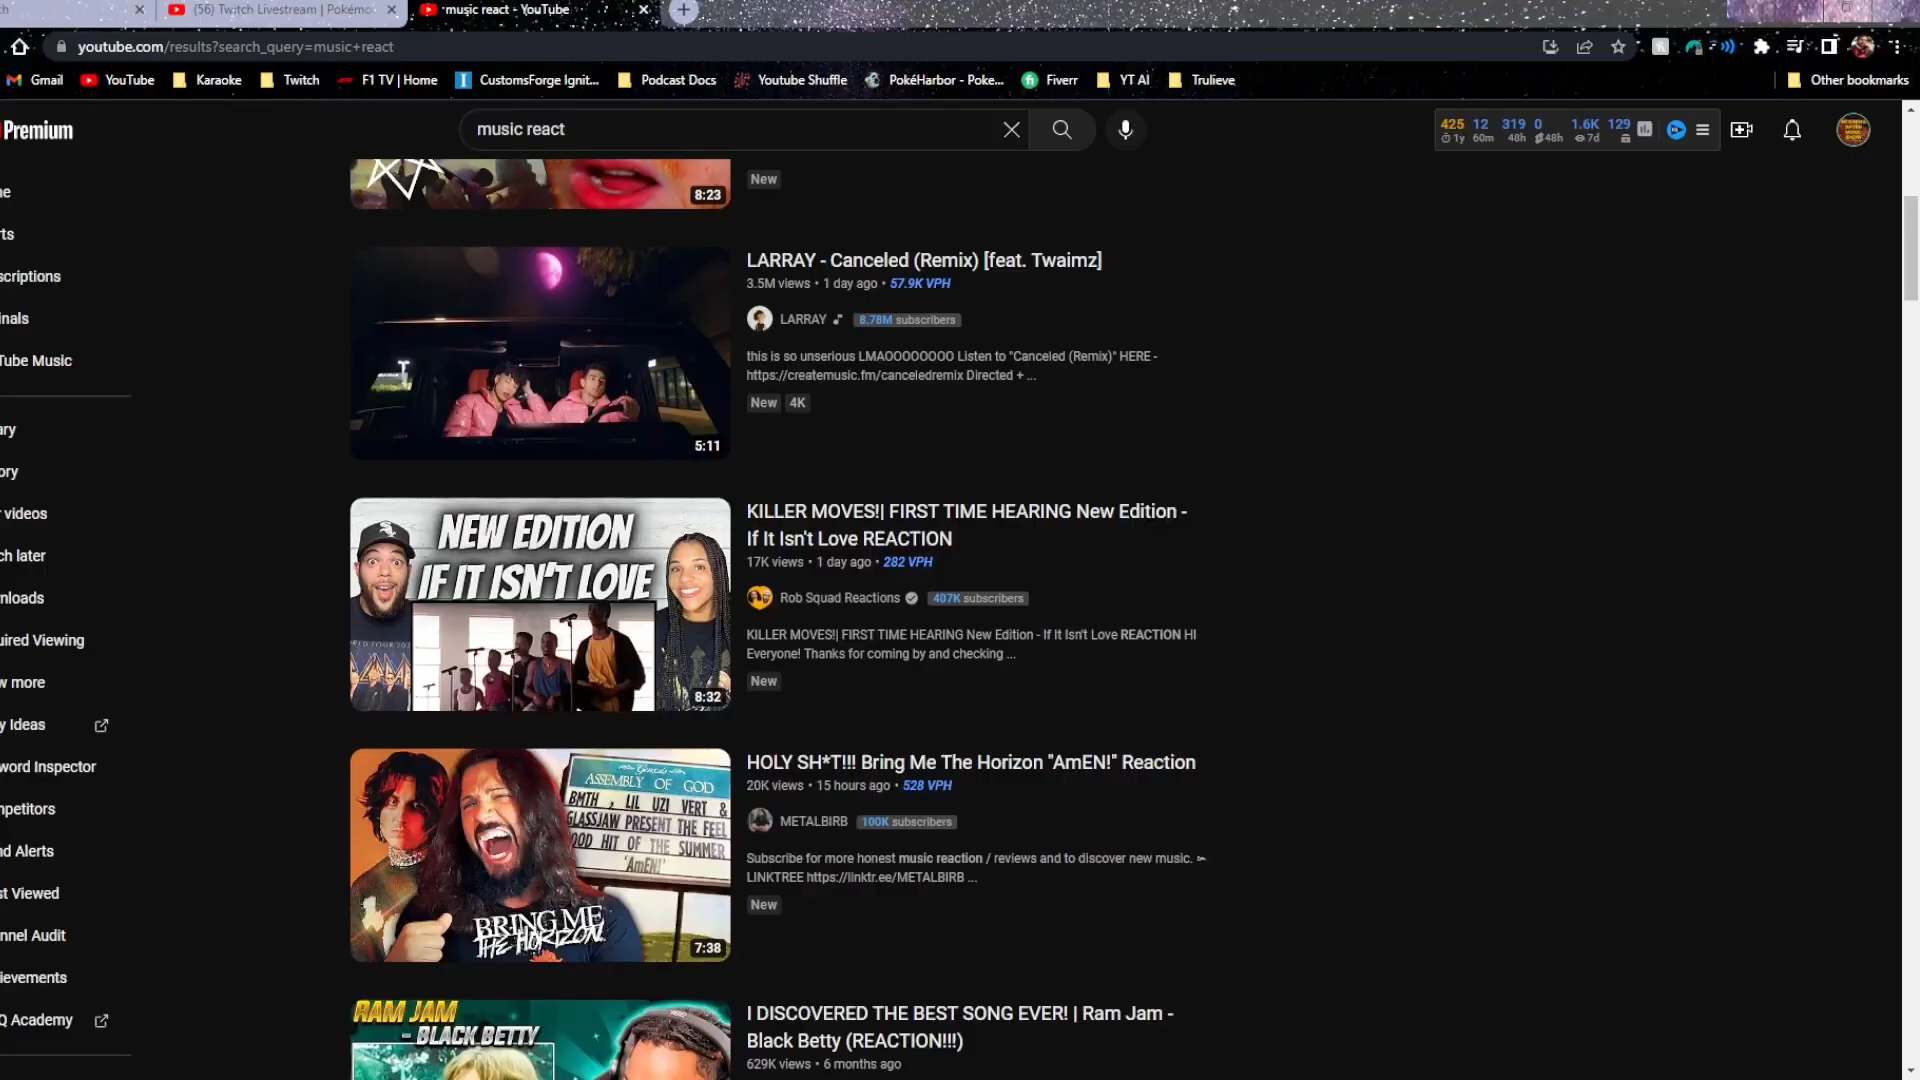 ch
(56) Twitch Livestream | Pokémo
music react - YouTube
youtube.com/results?search_query=music+react
Gmail
YouTube
Karaoke
Twitch
F1 TV | Home
CustomsForge Ignit...
Podcast Docs
Youtube Shuffle
PokéHarbor - Poke...
Fiverr
YT AI
Trulieve
Other bookmarks
Premium
music react
425 12 319 0 1.6K 129
1y 60m 48h 48h 7d
ne
rts
scriptions
inals
Tube Music
ary
ory
r videos
ch later
wnloads
uired Viewing
w more
y Ideas
word Inspector
mpetitors
nd Alerts
st Viewed
nnel Audit
ievements
Q Academy
8:23
New
5:11
LARRAY - Canceled (Remix) [feat. Twaimz]
3.5M views • 1 day ago • 57.9K VPH
LARRAY
8.78M subscribers
this is so unserious LMAOOOOOOOO Listen to "Canceled (Remix)" HERE -
https://createmusic.fm/canceledremix Directed + ...
New 4K
NEW EDITION
IF IT ISN'T LOVE
8:32
KILLER MOVES!| FIRST TIME HEARING New Edition -
If It Isn't Love REACTION
17K views • 1 day ago • 282 VPH
Rob Squad Reactions
407K subscribers
KILLER MOVES!| FIRST TIME HEARING New Edition - If It Isn't Love REACTION HI
Everyone! Thanks for coming by and checking ...
New
Genesis
ASSEMBLY OF GOD
BMTH, LIL UZI VERT &
GLASSJAW PRESENT THE FEEL
OOD HIT OF THE SUMMER
'AmEN!'
BRING ME
THE HORIZON
7:38
HOLY SH*T!!! Bring Me The Horizon "AmEN!" Reaction
20K views • 15 hours ago • 528 VPH
METALBIRB
100K subscribers
Subscribe for more honest music reaction / reviews and to discover new music. ➳
LINKTREE https://linktr.ee/METALBIRB ...
New
RAM JAM
- BLACK BETTY
I DISCOVERED THE BEST SONG EVER! | Ram Jam -
Black Betty (REACTION!!!)
629K views • 6 months ago